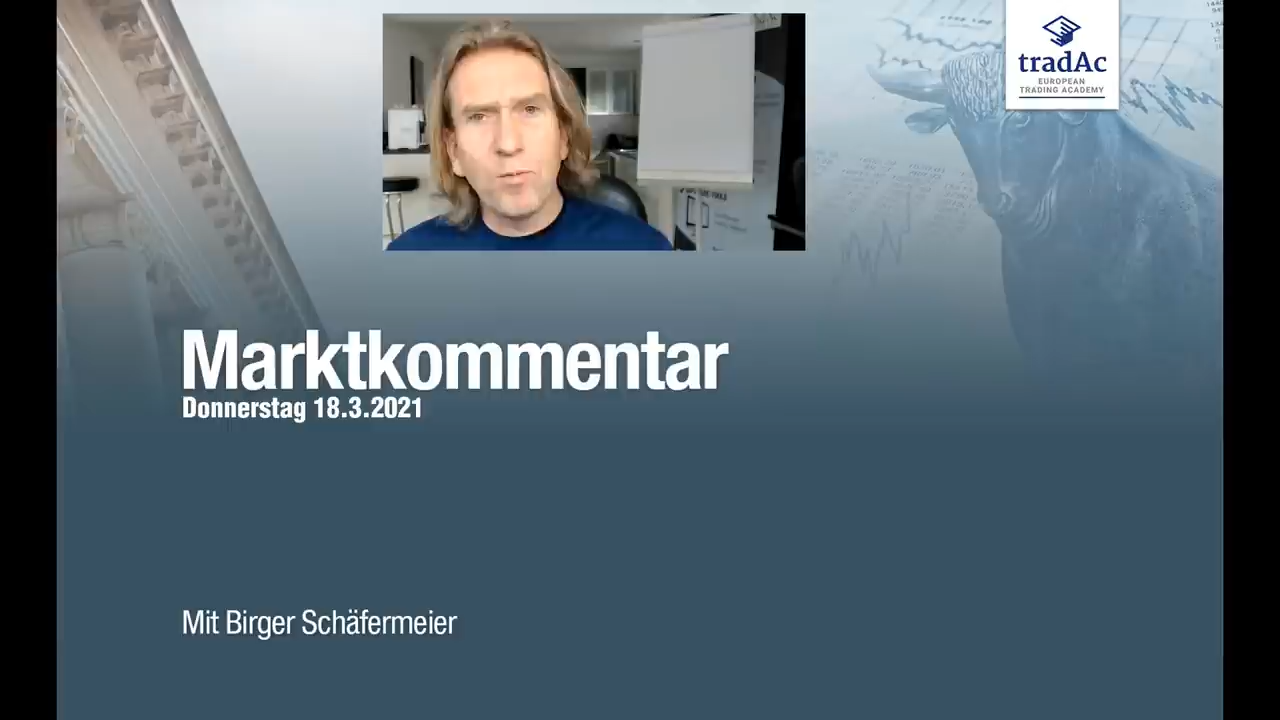 tradAc
EUROPEAN
TRADING ACADEMY
Marktkommentar
Donnerstag 18.3.2021
Mit Birger Schäfermeier